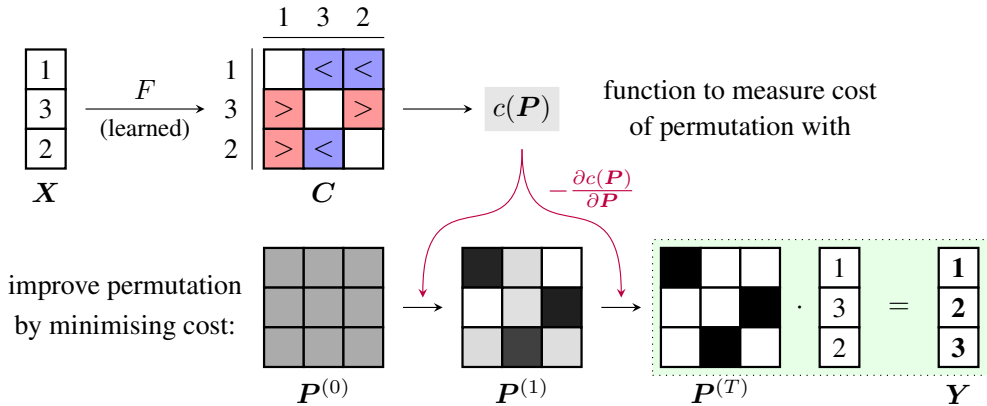 1 3 2
1 < <
3 > >
2 > <
1
3
2
X
F
(learned)
C
c(P)
function to measure cost
of permutation with
− ∂c(P)/∂P
improve permutation
by minimising cost:
P^(0)
P^(1)
P^(T)
·
1
3
2
=
1
2
3
Y